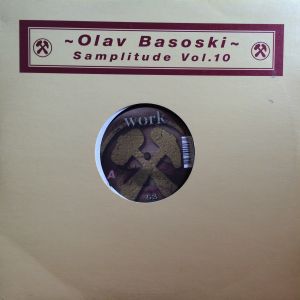 ~Olav Basoski~
Samplitude Vol.10
work
A